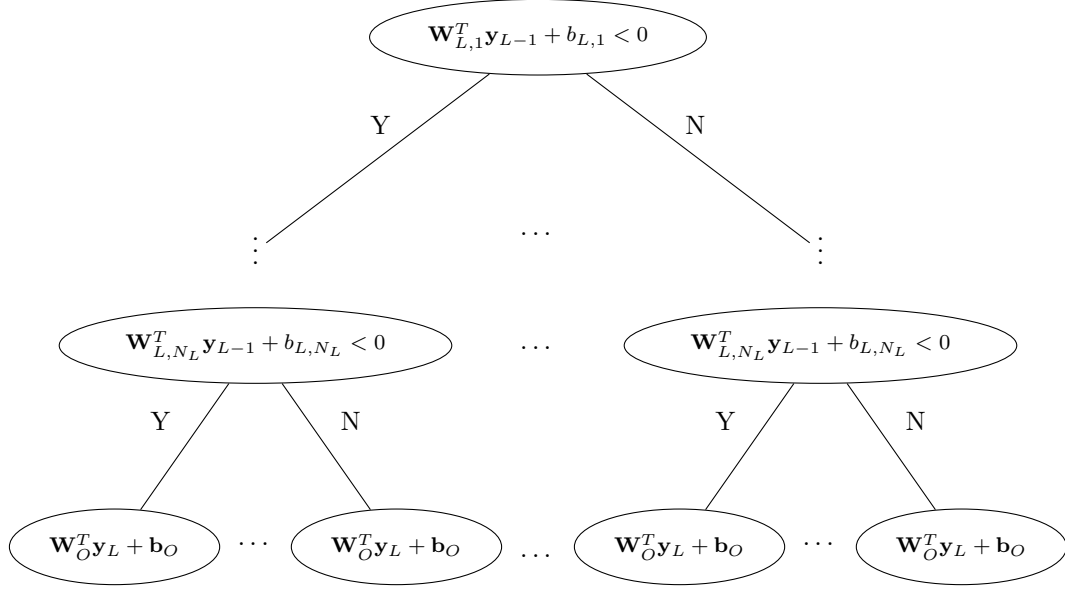 W_{L,1}^T y_{L−1} + b_{L,1} < 0
Y N
⋮ ⋯ ⋮
W_{L,N_L}^T y_{L−1} + b_{L,N_L} < 0 ⋯ W_{L,N_L}^T y_{L−1} + b_{L,N_L} < 0
Y N Y N
W_O^T y_L + b_O ⋯ W_O^T y_L + b_O ⋯ W_O^T y_L + b_O ⋯ W_O^T y_L + b_O